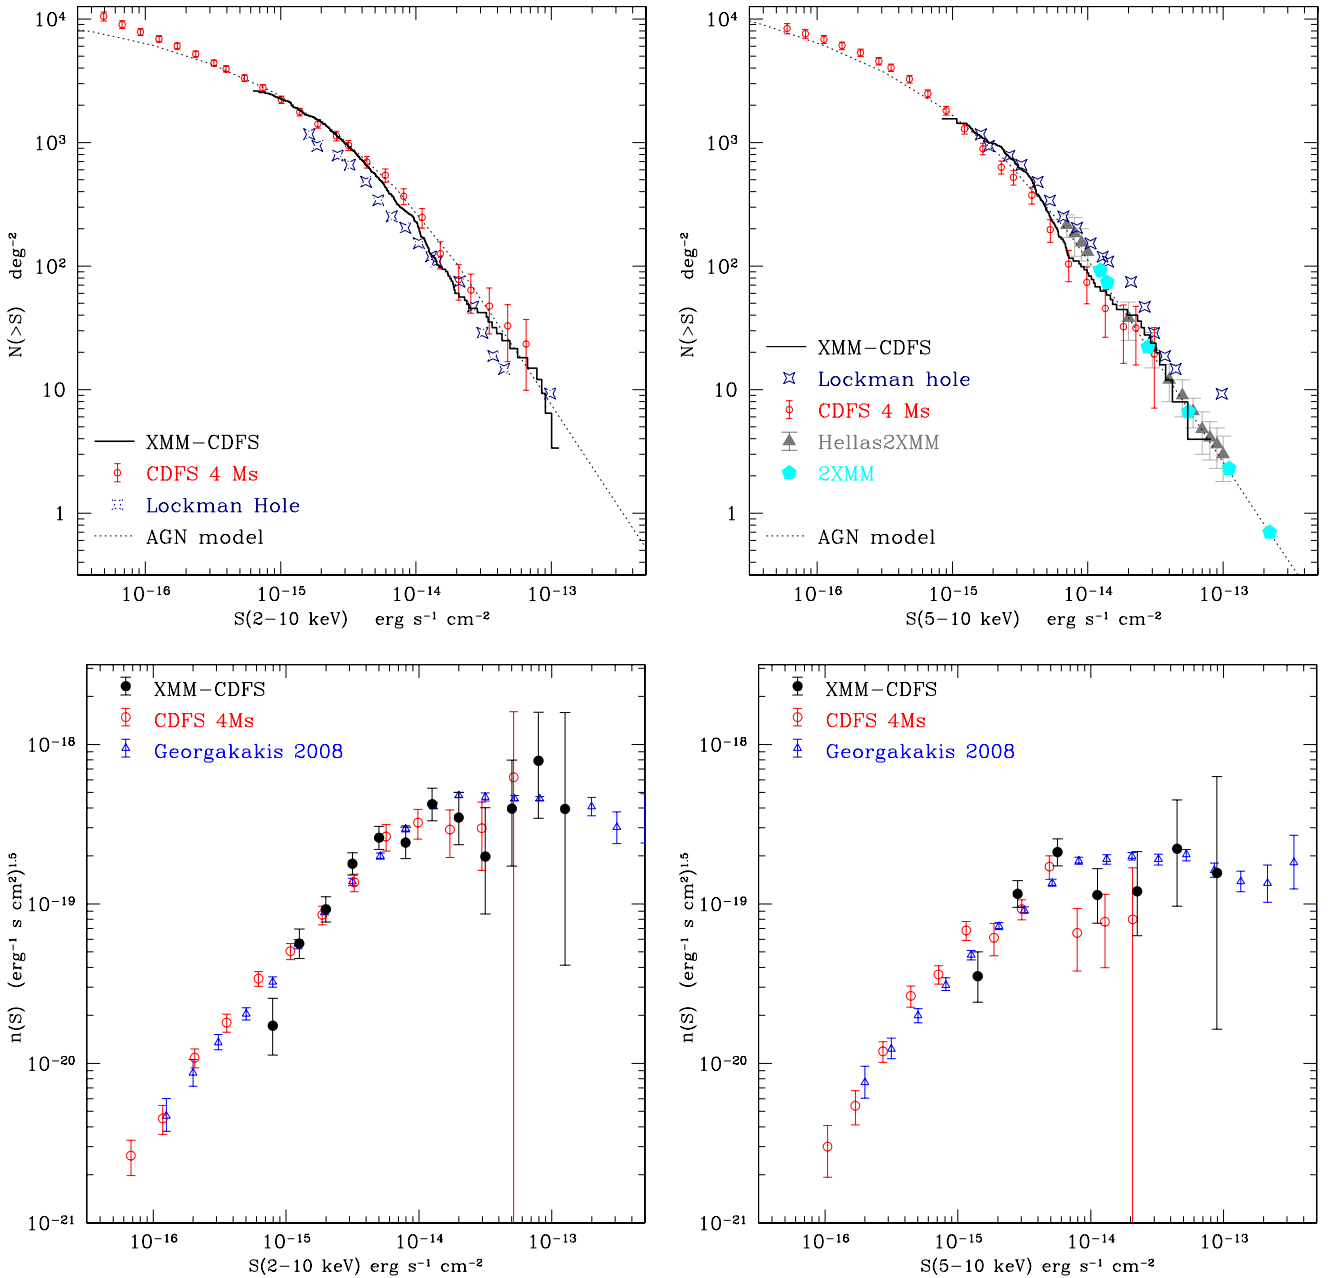 10⁴
10³
10²
10
1
N(>S) deg⁻²
XMM−CDFS
CDFS 4 Ms
Lockman Hole
AGN model
10⁻¹⁶ 10⁻¹⁵ 10⁻¹⁴ 10⁻¹³
S(2−10 keV) erg s⁻¹ cm⁻²
10⁴
10³
10²
10
1
N(>S) deg⁻²
XMM−CDFS
Lockman hole
CDFS 4 Ms
Hellas2XMM
2XMM
AGN model
10⁻¹⁶ 10⁻¹⁵ 10⁻¹⁴ 10⁻¹³
S(5−10 keV) erg s⁻¹ cm⁻²
XMM−CDFS
CDFS 4Ms
Georgakakis 2008
10⁻¹⁸
10⁻¹⁹
10⁻²⁰
10⁻²¹
n(S) (erg⁻¹ s cm²)¹·⁵
10⁻¹⁶ 10⁻¹⁵ 10⁻¹⁴ 10⁻¹³
S(2−10 keV) erg s⁻¹ cm⁻²
XMM−CDFS
CDFS 4Ms
Georgakakis 2008
10⁻¹⁸
10⁻¹⁹
10⁻²⁰
10⁻²¹
n(S) (erg⁻¹ s cm²)¹·⁵
10⁻¹⁶ 10⁻¹⁵ 10⁻¹⁴ 10⁻¹³
S(5−10 keV) erg s⁻¹ cm⁻²